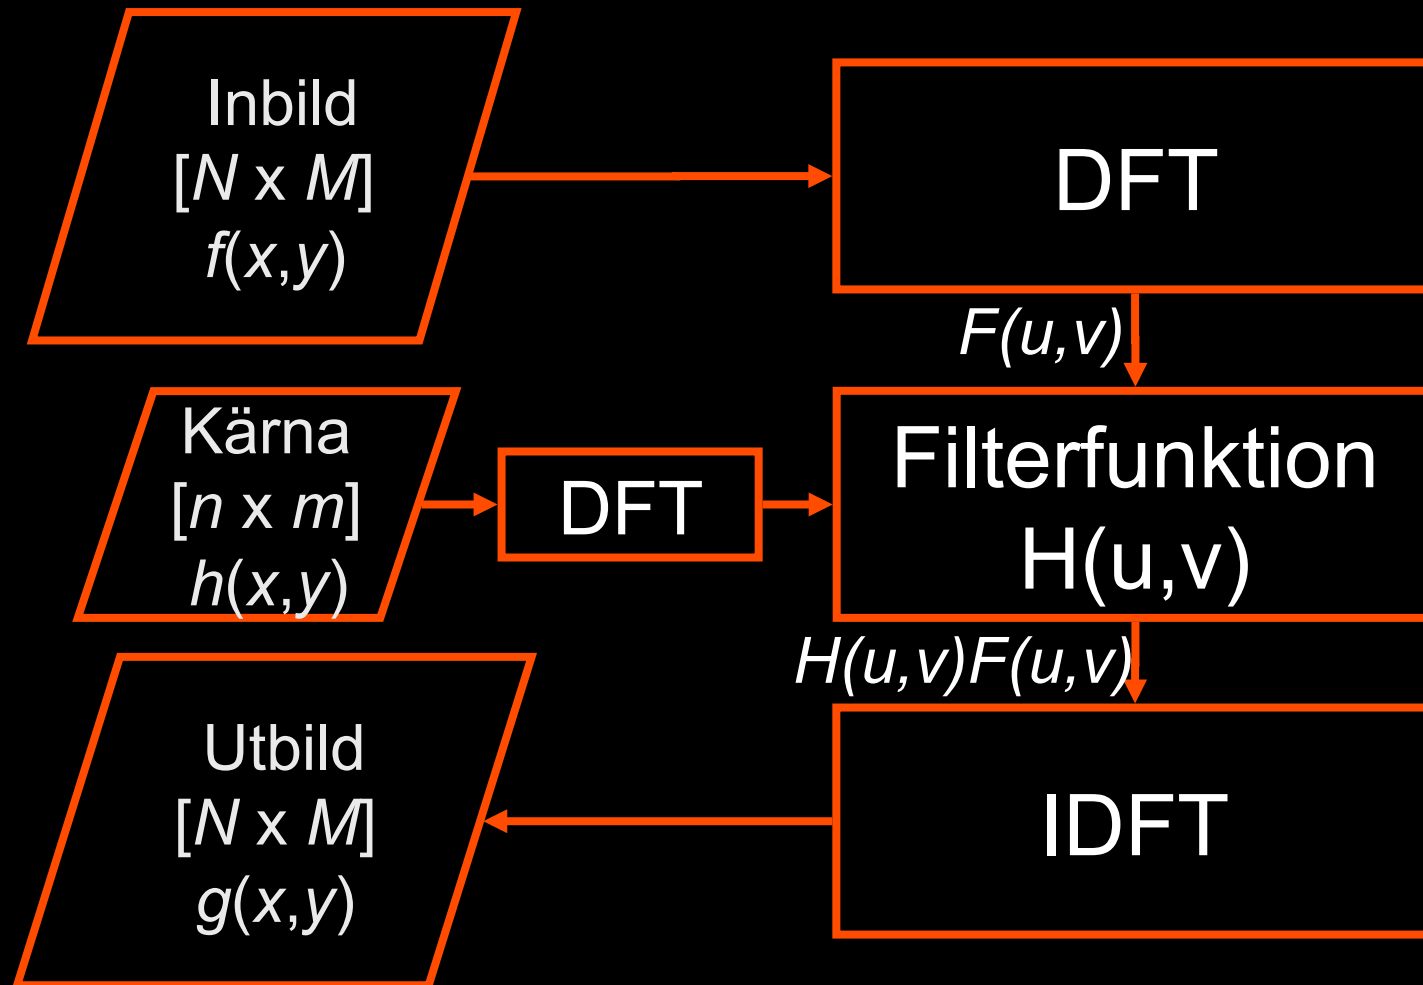 Inbild
[N x M]
f(x,y)
DFT
F(u,v)
Kärna
[n x m]
h(x,y)
DFT
Filterfunktion
H(u,v)
H(u,v)F(u,v)
Utbild
[N x M]
g(x,y)
IDFT